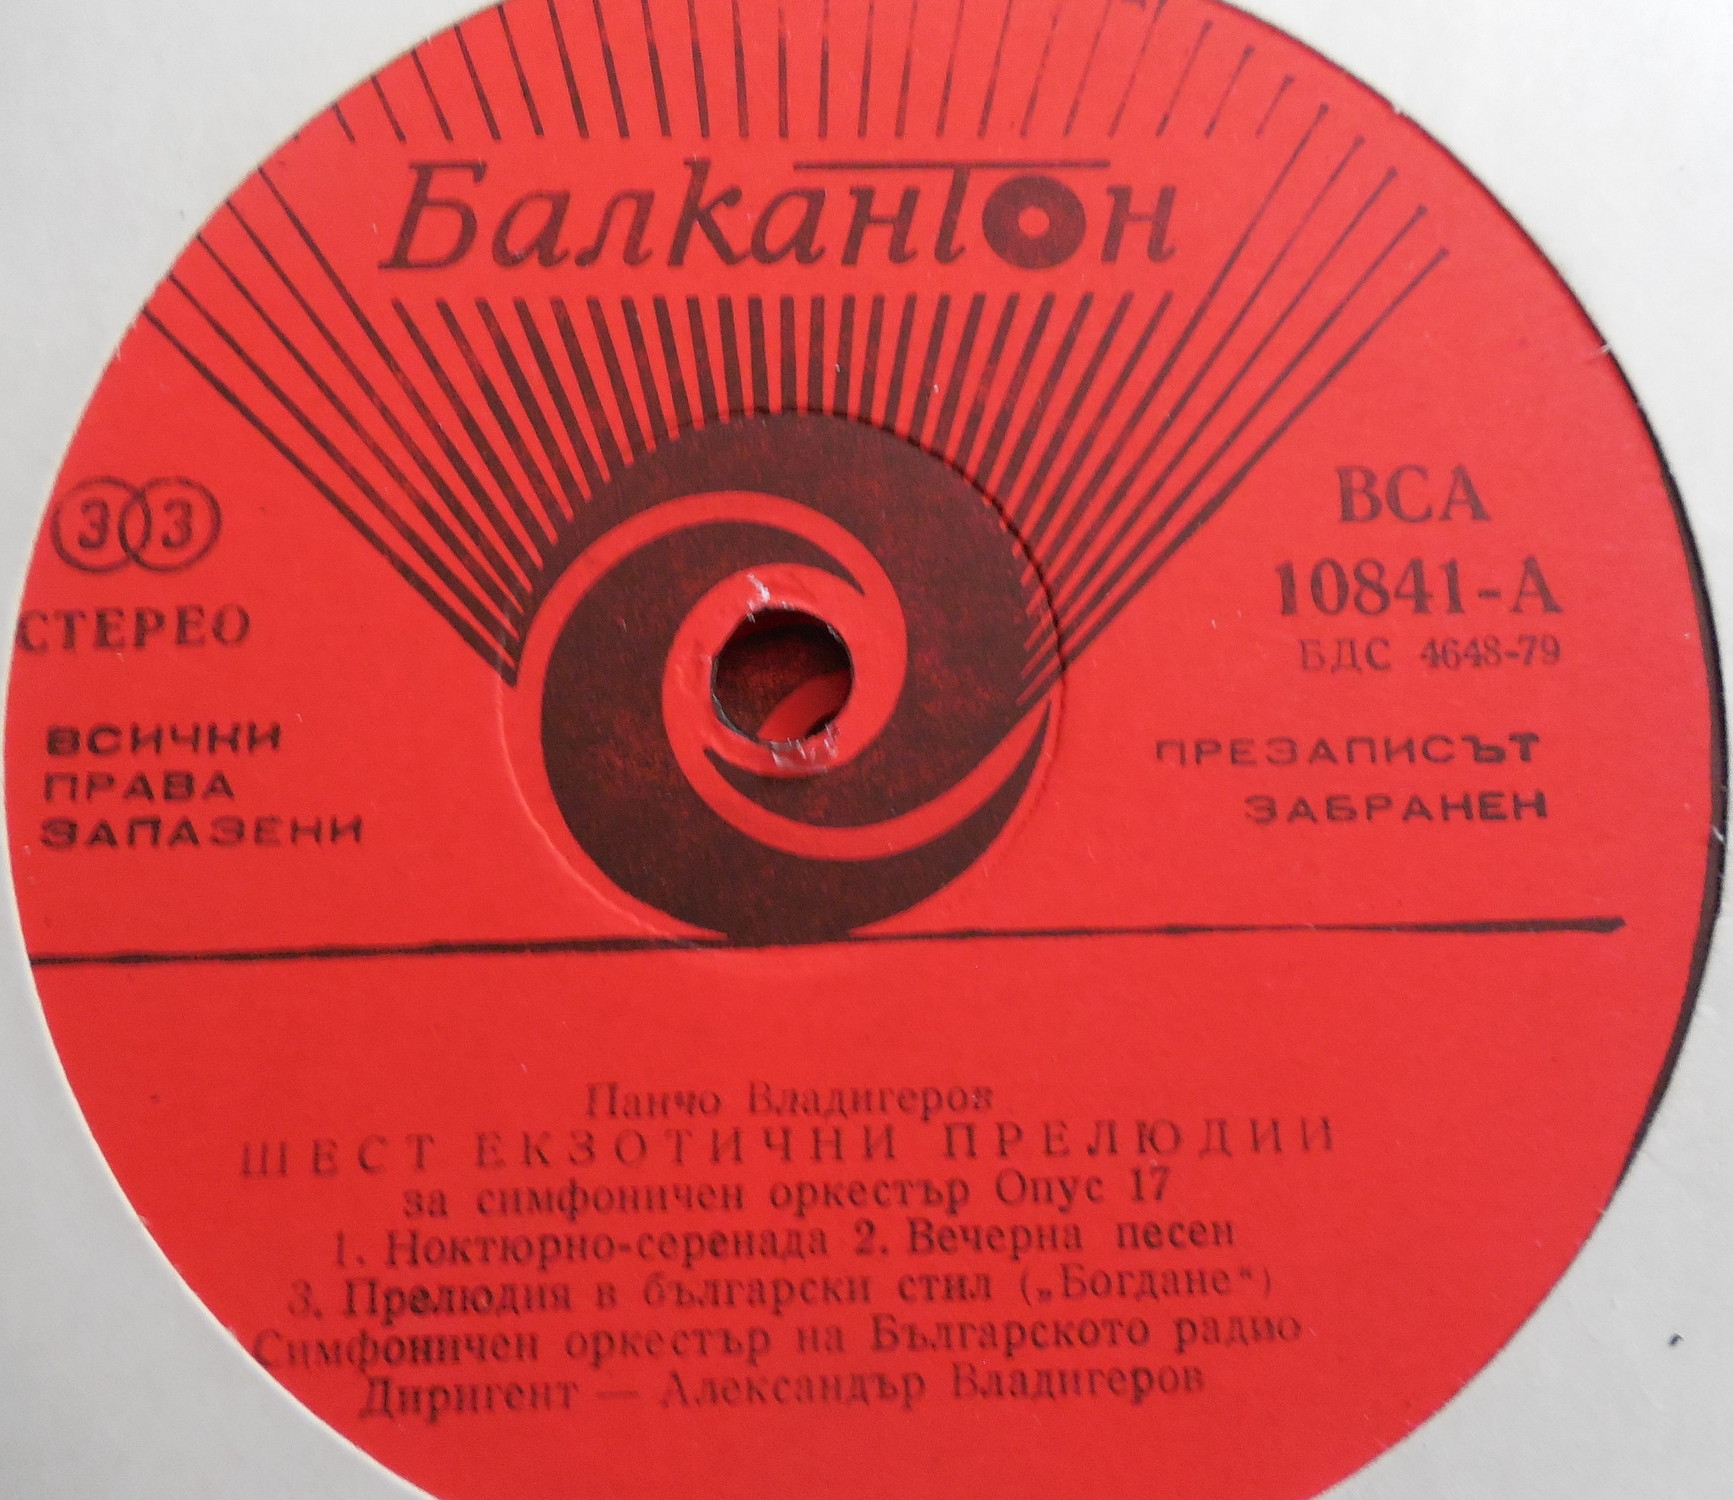 Балкантон
33
СТЕРЕО
ВСИЧКИ
ПРАВА
ЗАПАЗЕНИ
ВСА
10841-А
БДС 4648-79
ПРЕЗАПИСЪТ
ЗАБРАНЕН
Панчо Владигеров
ШЕСТ ЕКЗОТИЧНИ ПРЕЛЮДИИ
за симфоничен оркестър Опус 17
1. Ноктюрно-серенада 2. Вечерна песен
3. Прелюдия в български стил („Богдане“)
Симфоничен оркестър на Българското радио
Диригент — Александър Владигеров